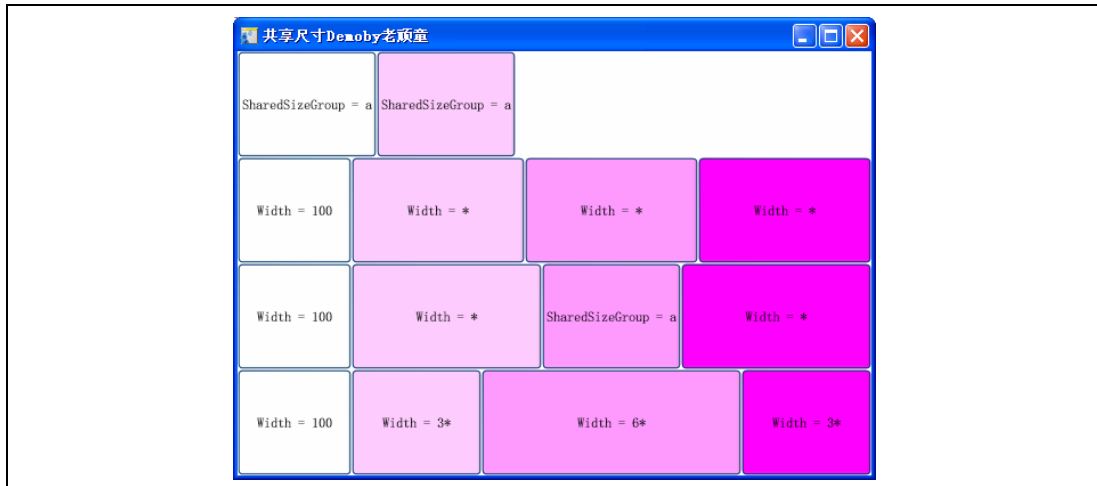 共享尺寸Demoby老顽童
SharedSizeGroup = a SharedSizeGroup = a
Width = 100 Width = * Width = * Width = *
Width = 100 Width = * SharedSizeGroup = a Width = *
Width = 100 Width = 3* Width = 6* Width = 3*